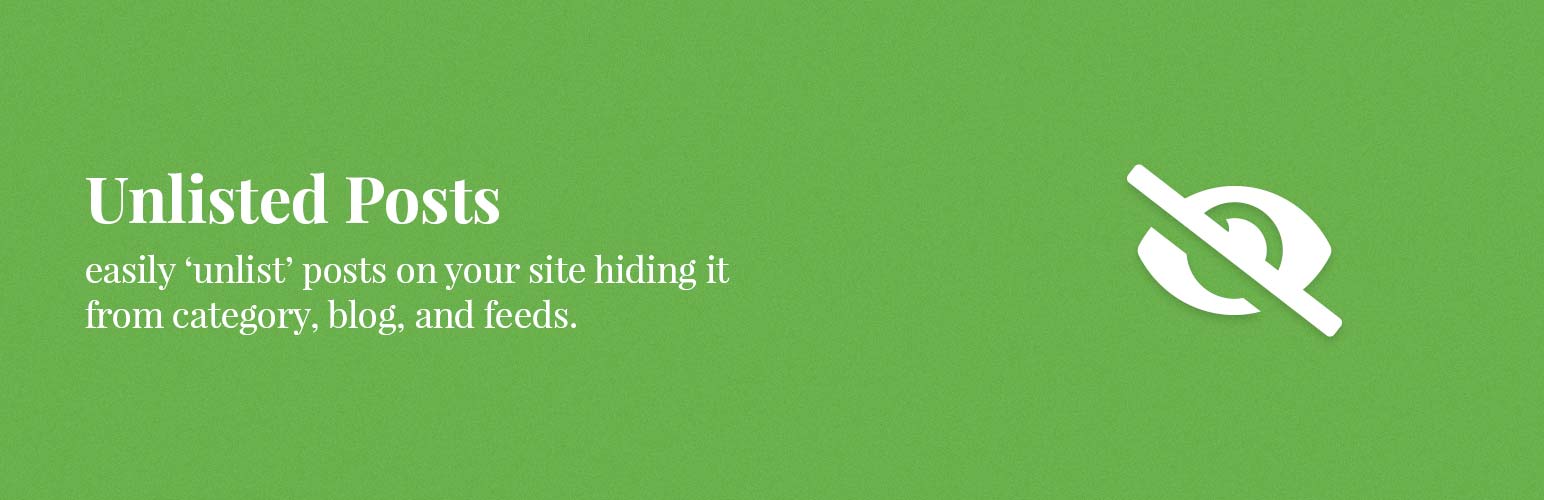 Unlisted Posts
easily ‘unlist’ posts on your site hiding it
from category, blog, and feeds.